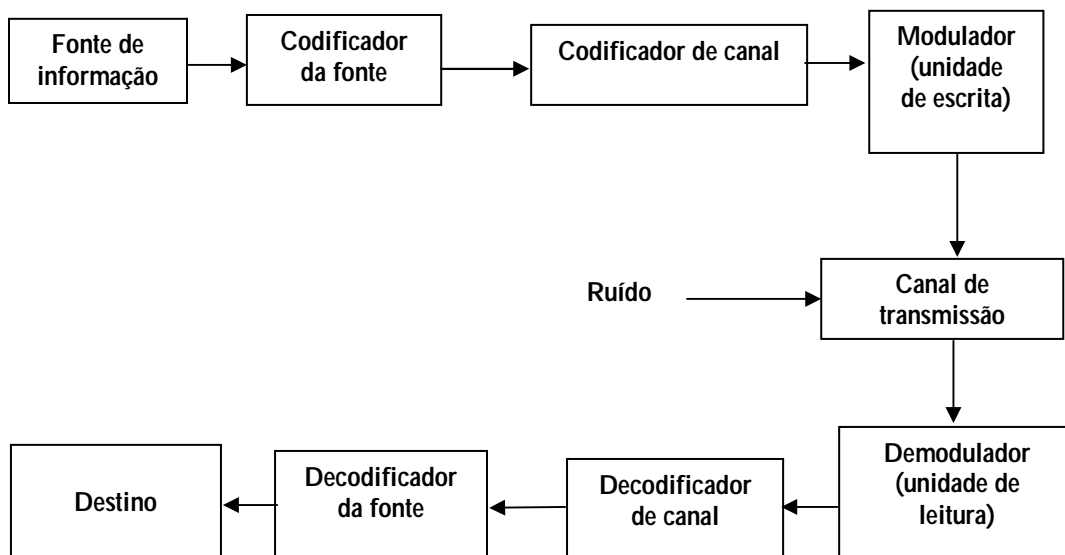 Fonte de
informação
Codificador
da fonte
Codificador de canal
Modulador
(unidade
de escrita)
Ruído
Canal de
transmissão
Destino
Decodificador
da fonte
Decodificador
de canal
Demodulador
(unidade de
leitura)